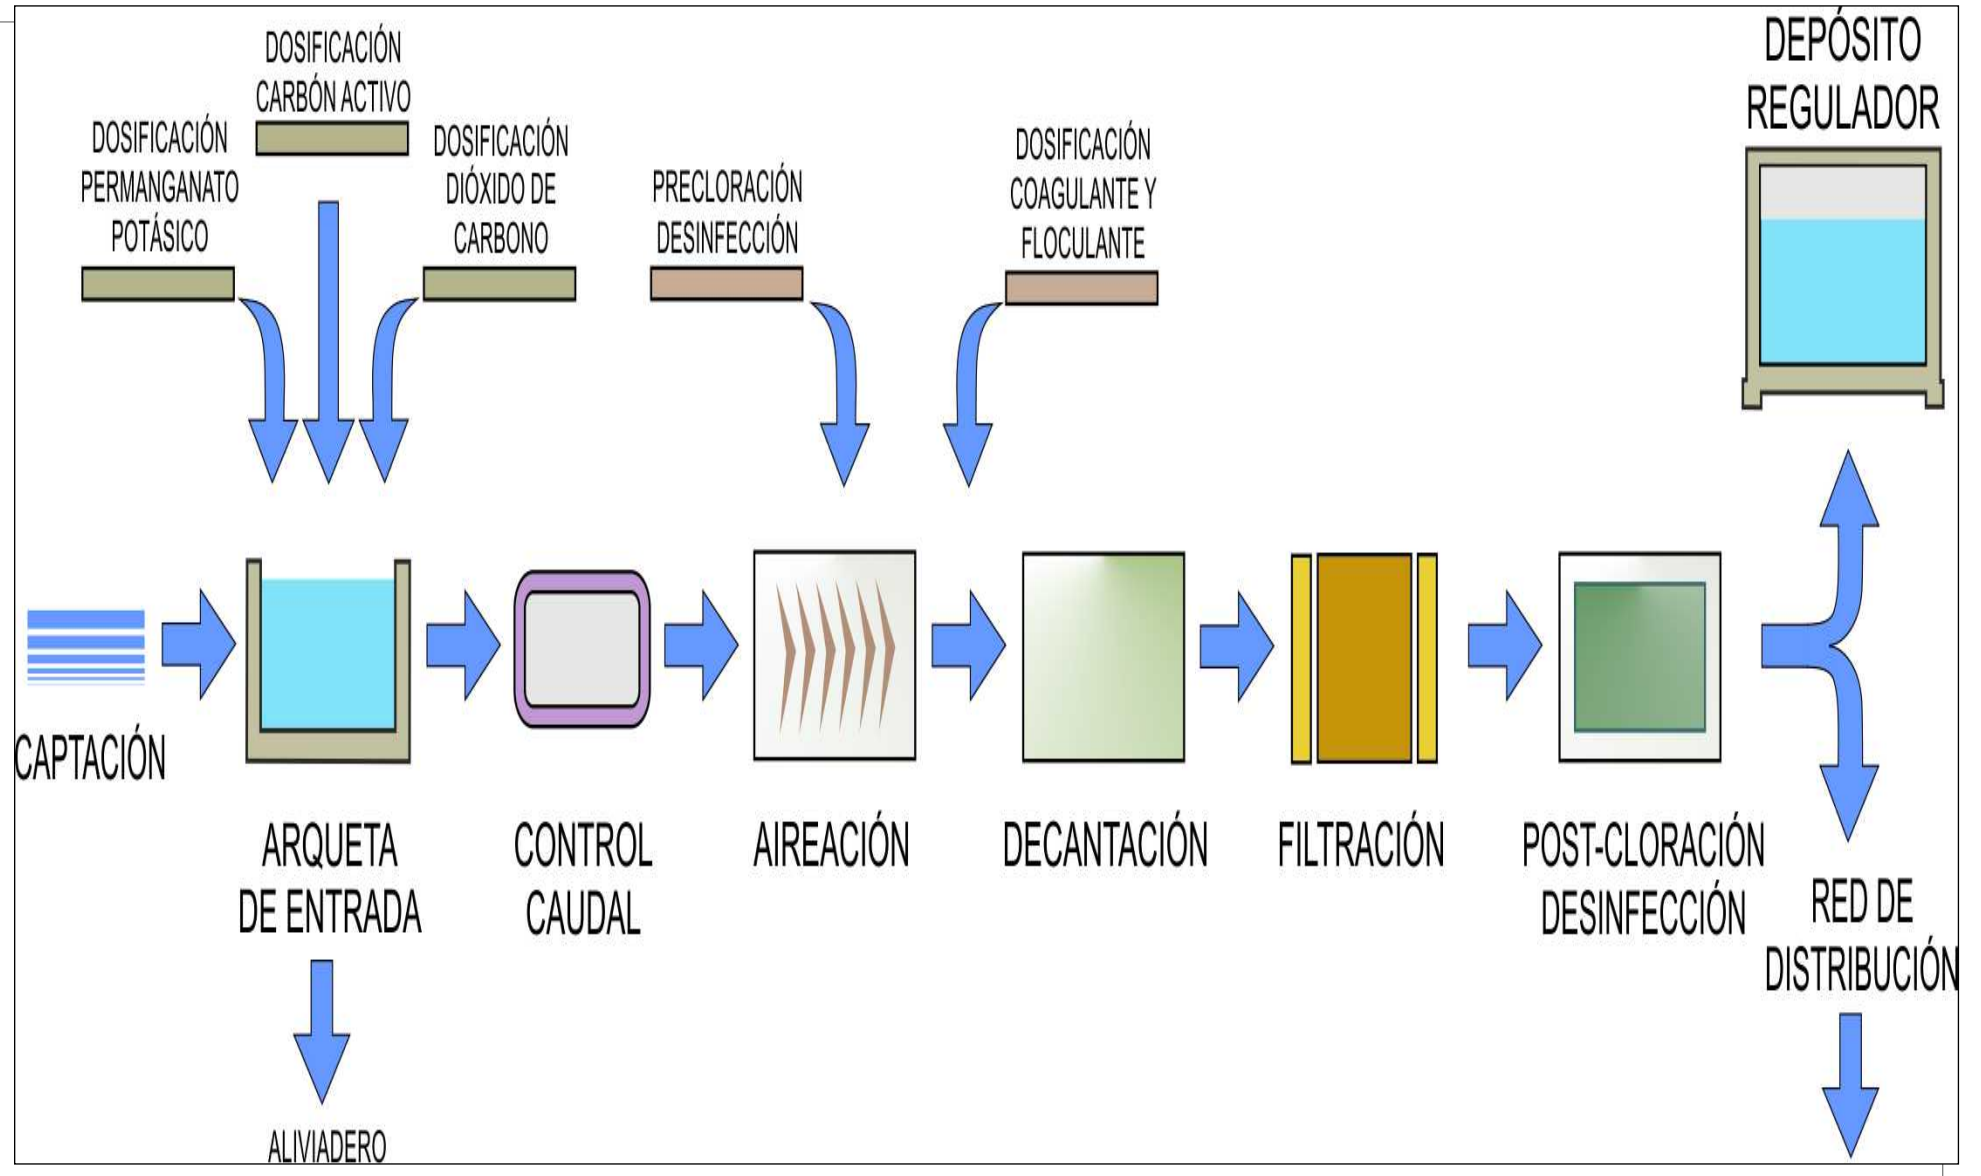 DOSIFICACIÓN
CARBÓN ACTIVO
DOSIFICACIÓN
PERMANGANATO
POTÁSICO
DOSIFICACIÓN
DIÓXIDO DE
CARBONO
PRECLORACIÓN
DESINFECCIÓN
DOSIFICACIÓN
COAGULANTE Y
FLOCULANTE
DEPÓSITO
REGULADOR
CAPTACIÓN
ARQUETA
DE ENTRADA
CONTROL
CAUDAL
AIREACIÓN
DECANTACIÓN
FILTRACIÓN
POST-CLORACIÓN
DESINFECCIÓN
RED DE
DISTRIBUCIÓN
ALIVIADERO